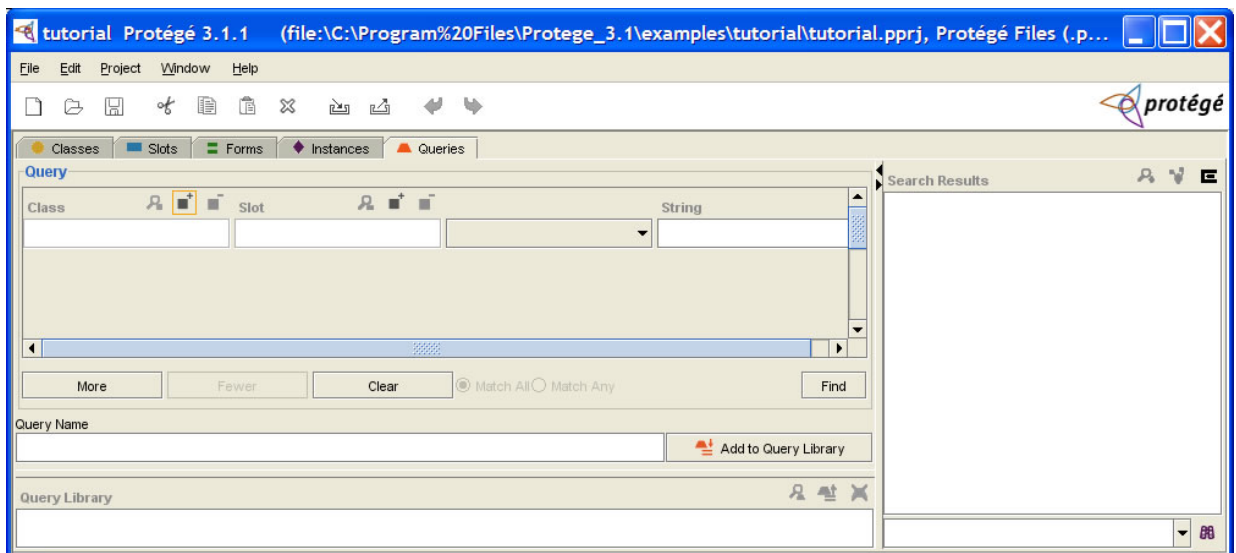 tutorial Protégé 3.1.1 (file:\C:\Program%20Files\Protege_3.1\examples\tutorial\tutorial.pprj, Protégé Files (.p...
File Edit Project Window Help
protégé
Classes Slots Forms Instances Queries
Query
Search Results
Class Slot String
More Fewer Clear Match All Match Any Find
Query Name
Add to Query Library
Query Library